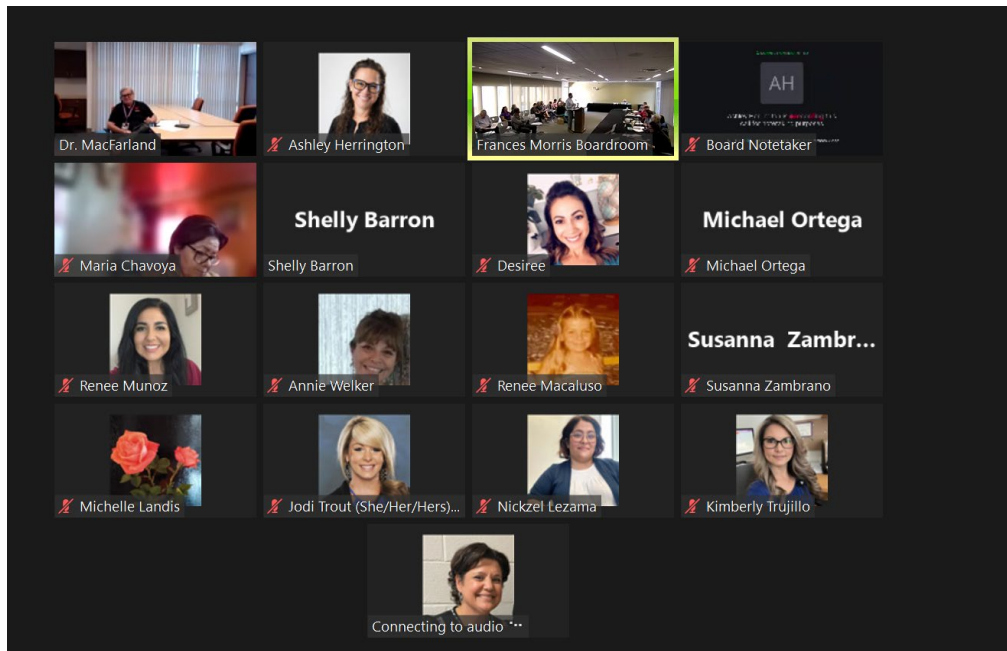 Dr. MacFarland
Ashley Herrington
Frances Morris Boardroom
AH
Board Notetaker
Maria Chavoya
Shelly Barron
Shelly Barron
Desiree
Michael Ortega
Michael Ortega
Renee Munoz
Annie Welker
Renee Macaluso
Susanna Zambr...
Susanna Zambrano
Michelle Landis
Jodi Trout (She/Her/Hers)...
Nickzel Lezama
Kimberly Trujillo
Connecting to audio ...